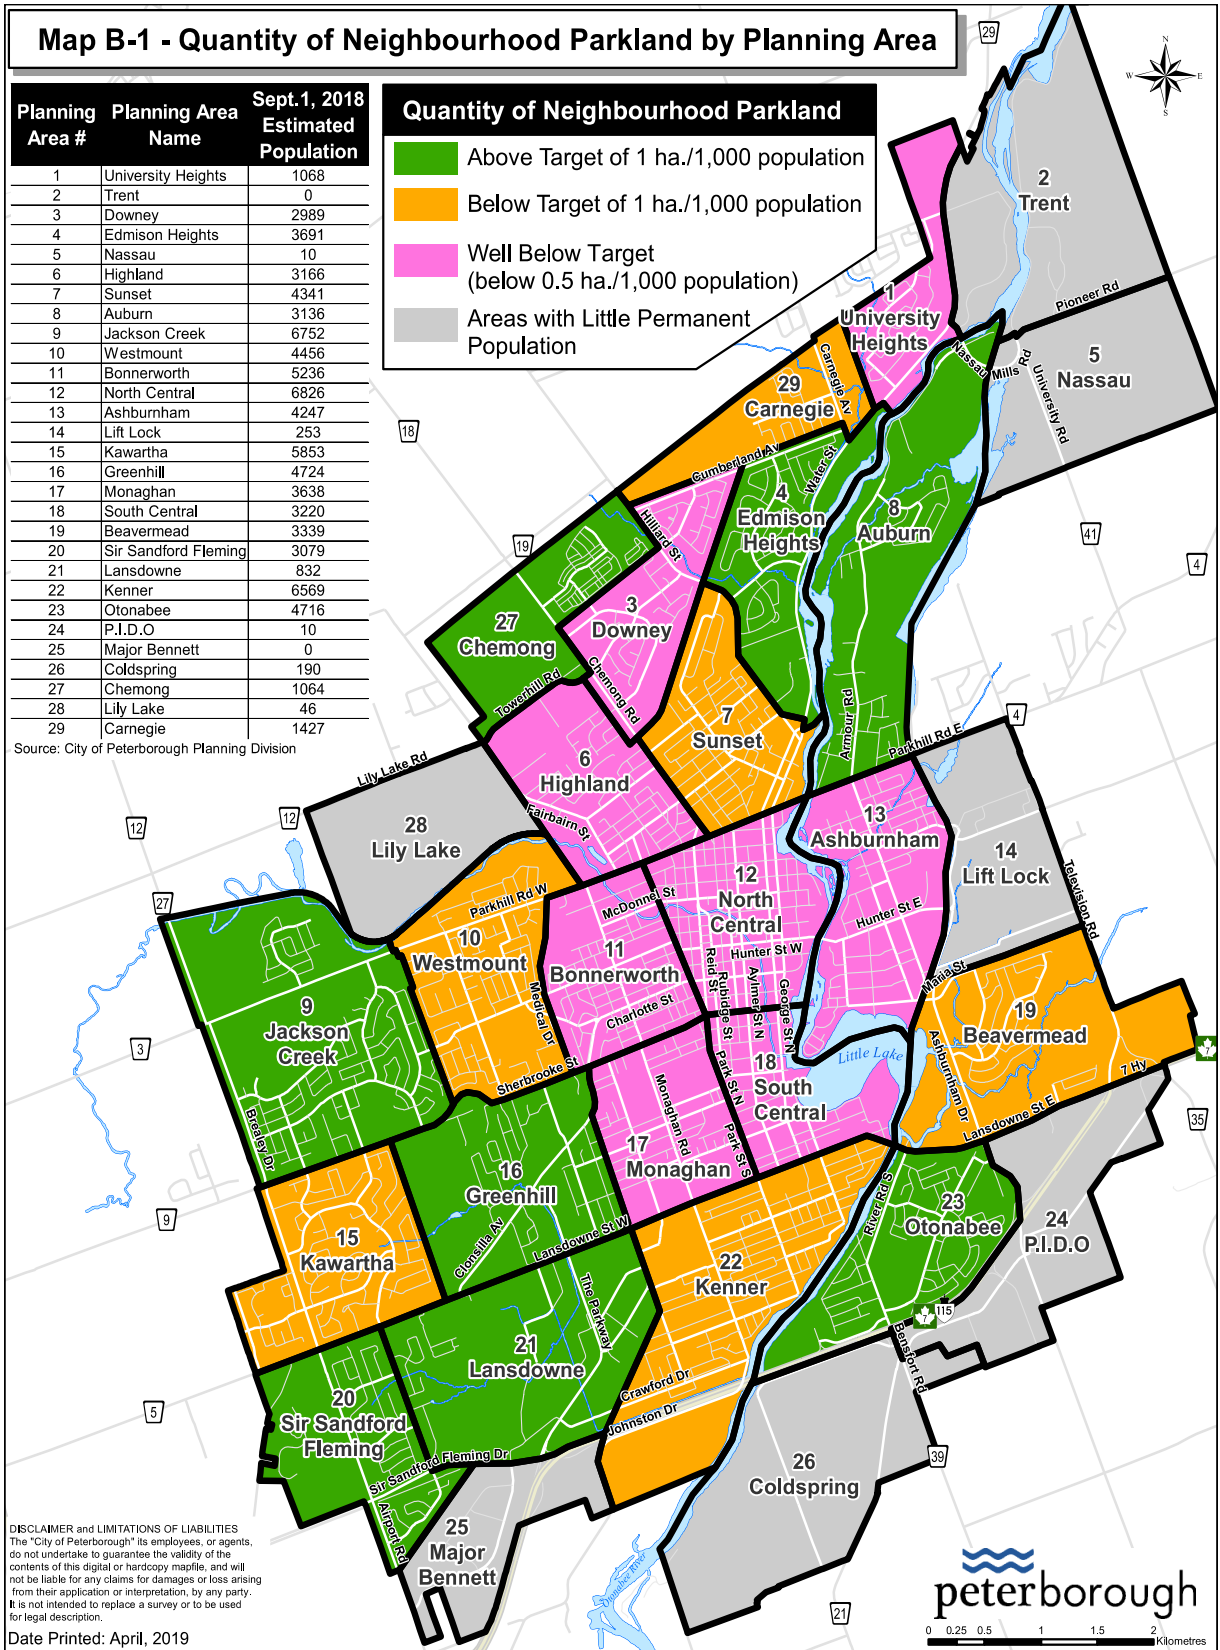 Map B-1 - Quantity of Neighbourhood Parkland by Planning Area
Planning Area # Planning Area Name Sept.1, 2018 Estimated Population
1 University Heights 1068
2 Trent 0
3 Downey 2989
4 Edmison Heights 3691
5 Nassau 10
6 Highland 3166
7 Sunset 4341
8 Auburn 3136
9 Jackson Creek 6752
10 Westmount 4456
11 Bonnerworth 5236
12 North Central 6826
13 Ashburnham 4247
14 Lift Lock 253
15 Kawartha 5853
16 Greenhill 4724
17 Monaghan 3638
18 South Central 3220
19 Beavermead 3339
20 Sir Sandford Fleming 3079
21 Lansdowne 832
22 Kenner 6569
23 Otonabee 4716
24 P.I.D.O 10
25 Major Bennett 0
26 Coldspring 190
27 Chemong 1064
28 Lily Lake 46
29 Carnegie 1427
Source: City of Peterborough Planning Division
Quantity of Neighbourhood Parkland
Above Target of 1 ha./1,000 population
Below Target of 1 ha./1,000 population
Well Below Target
(below 0.5 ha./1,000 population)
Areas with Little Permanent
Population
29
N
W E
S
2
Trent
1
University
Heights
Pioneer Rd
Nassau
Mills Rd
University Rd
5
Nassau
29
Carnegie
Carnegie Av
18
Cumberland Av
Water St
4
Edmison
Heights
8
Auburn
Hilliard St
19
41
4
27
Chemong
3
Downey
Towerhill Rd
Chemong Rd
7
Sunset
Armour Rd
Parkhill Rd E
4
6
Highland
Lily Lake Rd
Fairbairn St
12
12
28
Lily Lake
13
Ashburnham
14
Lift Lock
Television Rd
27
Parkhill Rd W
McDonnel St
12
North
Central
Hunter St E
10
Westmount
11
Bonnerworth
Hunter St W
Reid St
Rubidge St
Aylmer St N
George St N
Maria St
Medical Dr
Charlotte St
9
Jackson
Creek
19
Beavermead
Ashburnham Dr
3
Sherbrooke St
Little Lake
7
7 Hy
Lansdowne St E
18
South
Central
Park St N
Park St S
Monaghan Rd
17
Monaghan
Brealey Dr
35
16
Greenhill
9
Clonsilla Av
Lansdowne St W
15
Kawartha
River Rd S
23
Otonabee
24
P.I.D.O
22
Kenner
The Parkway
7
115
21
Lansdowne
Bensfort Rd
Crawford Dr
Johnston Dr
20
Sir Sandford
Fleming
5
Sir Sandford Fleming Dr
Airport Rd
26
Coldspring
39
25
Major
Bennett
Otonabee River
21
DISCLAIMER and LIMITATIONS OF LIABILITIES
The "City of Peterborough" its employees, or agents,
do not undertake to guarantee the validity of the
contents of this digital or hardcopy mapfile, and will
not be liable for any claims for damages or loss arising
from their application or interpretation, by any party.
It is not intended to replace a survey or to be used
for legal description.
Date Printed: April, 2019
peterborough
0 0.25 0.5 1 1.5 2
Kilometres